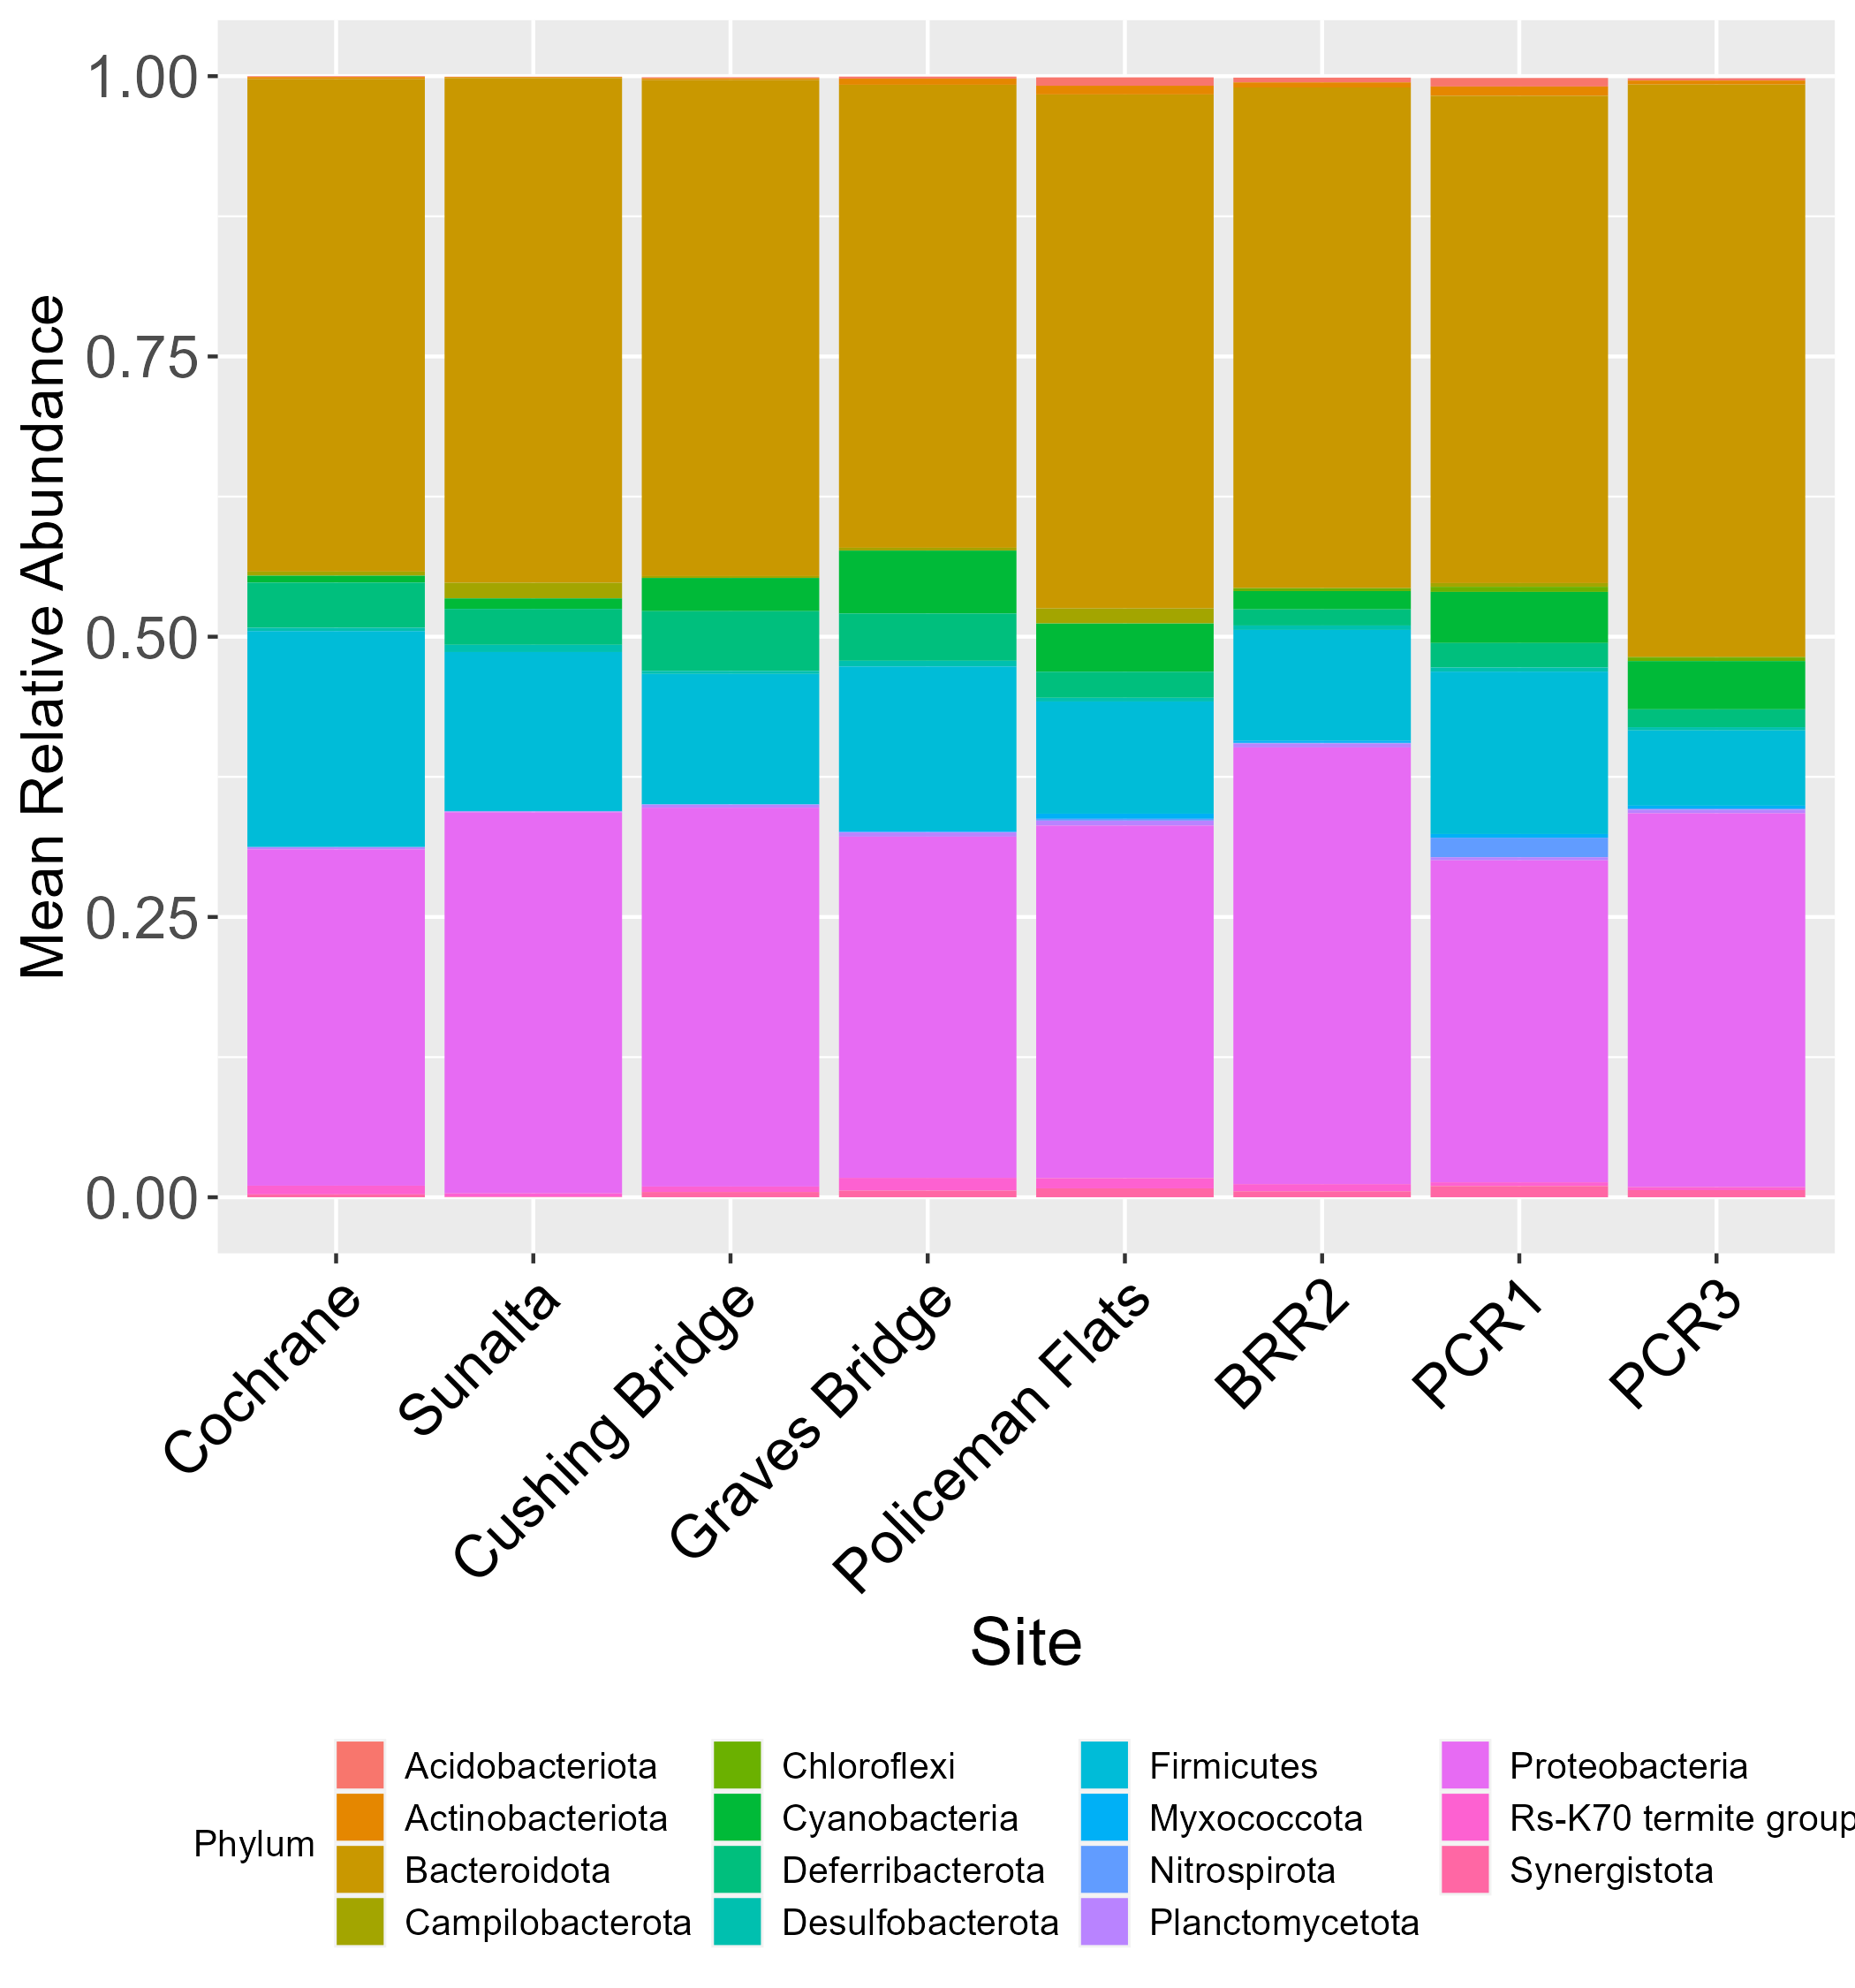 Mean Relative Abundance
1.00
0.75
0.50
0.25
0.00
Cochrane
Sunalta
Cushing Bridge
Graves Bridge
Policeman Flats
BRR2
PCR1
PCR3
Site
Phylum
Acidobacteriota
Actinobacteriota
Bacteroidota
Campilobacterota
Chloroflexi
Cyanobacteria
Deferribacterota
Desulfobacterota
Firmicutes
Myxococcota
Nitrospirota
Planctomycetota
Proteobacteria
Rs-K70 termite group
Synergistota